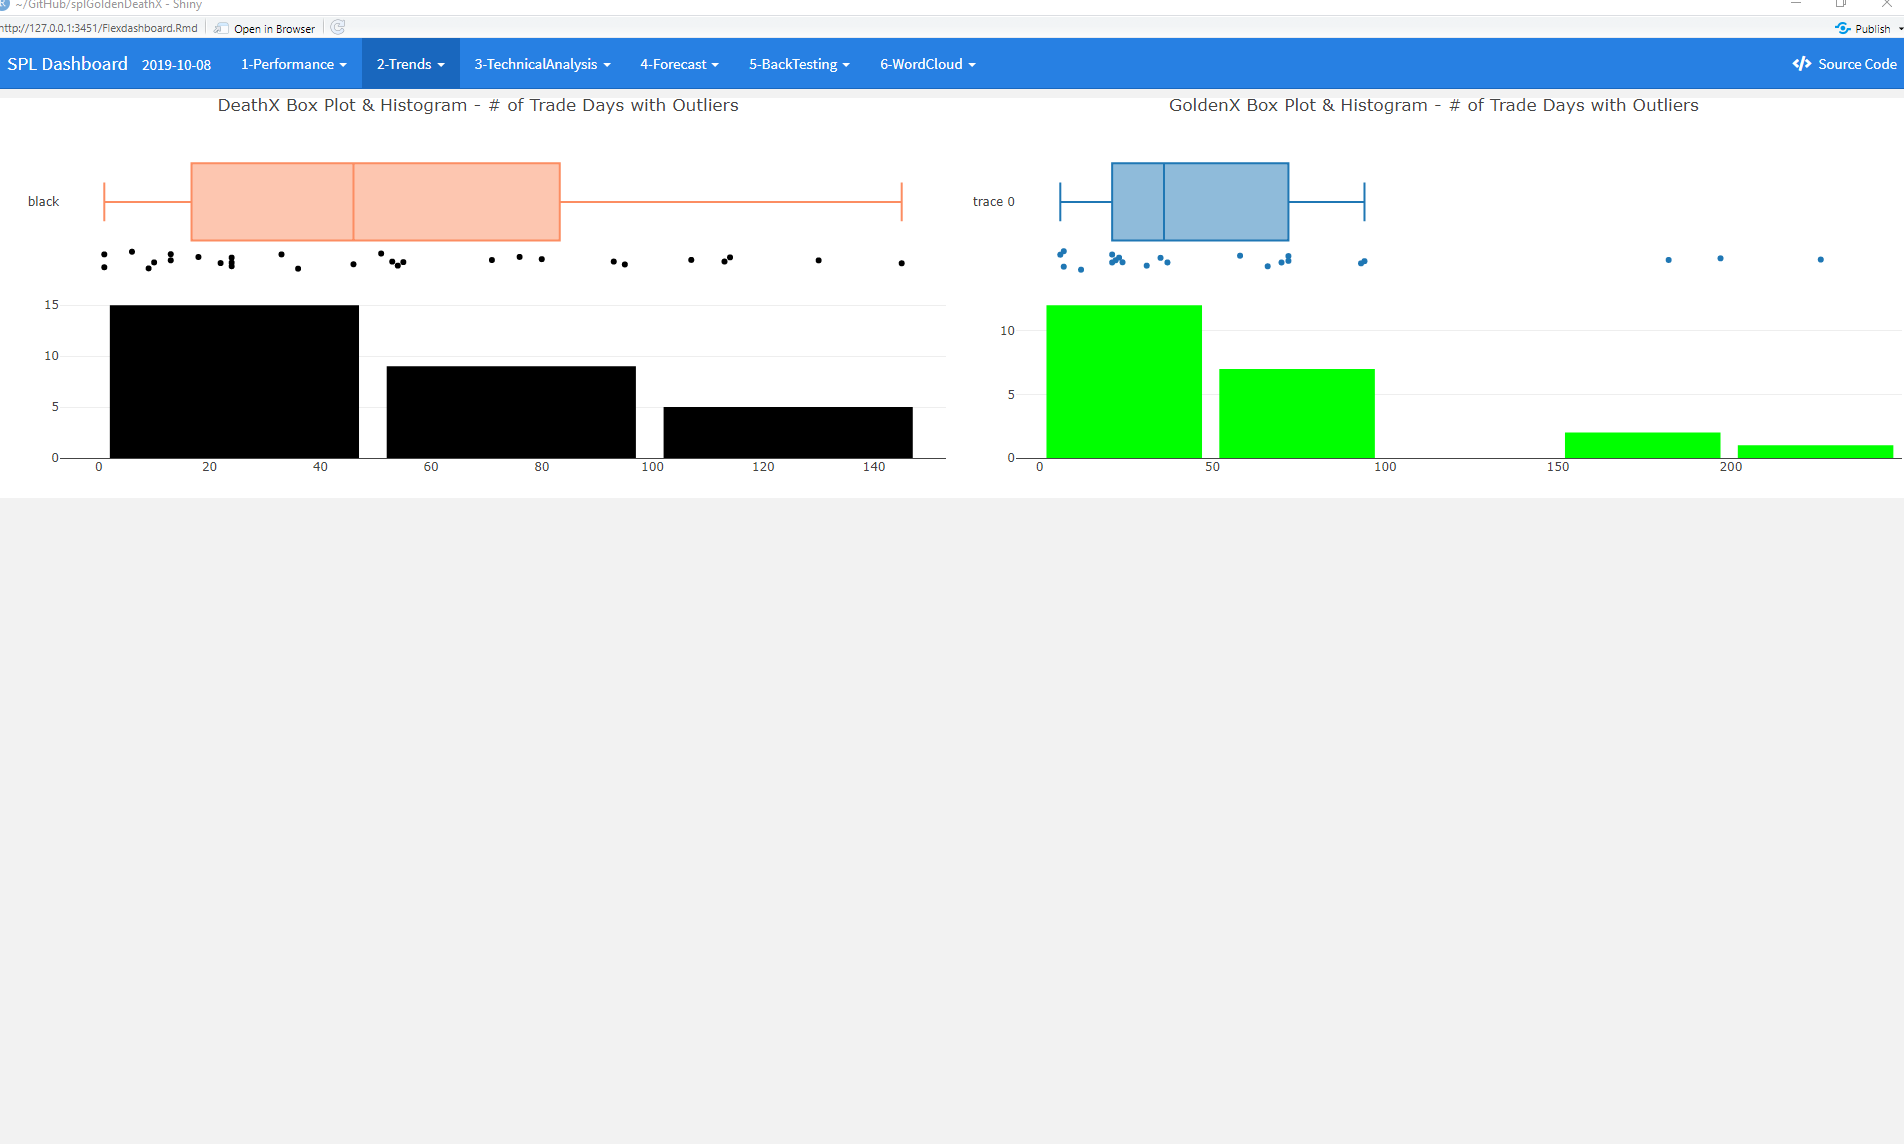 R ~/GitHub/splGoldenDeathX - Shiny
http://127.0.0.1:3451/Flexdashboard.Rmd Open in Browser Publish
SPL Dashboard 2019-10-08 1-Performance 2-Trends 3-TechnicalAnalysis 4-Forecast 5-BackTesting 6-WordCloud Source Code
DeathX Box Plot & Histogram - # of Trade Days with Outliers
black
15
10
5
0
0 20 40 60 80 100 120 140
GoldenX Box Plot & Histogram - # of Trade Days with Outliers
trace 0
10
5
0
0 50 100 150 200